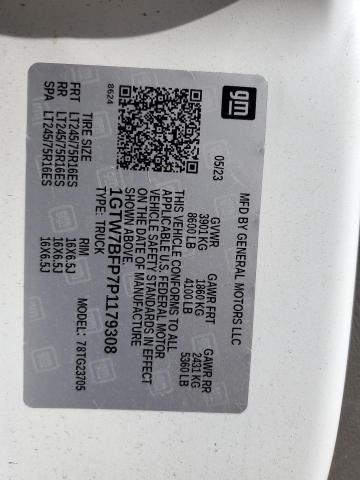 gm
MFD BY GENERAL MOTORS LLC
05/23 GVWR GAWR FRT GAWR RR
3901 KG 1860 KG 2431 KG
8600 LB 4100 LB 5360 LB
THIS VEHICLE CONFORMS TO ALL
APPLICABLE U.S. FEDERAL MOTOR
VEHICLE SAFETY STANDARDS IN EFFECT
ON THE DATE OF MANUFACTURE
SHOWN ABOVE.
1GTW7BFP7P1179308
8624 TYPE: TRUCK MODEL: 78TG23705
TIRE SIZE RIM
FRT LT245/75R16ES 16X6.5J
RR LT245/75R16ES 16X6.5J
SPA LT245/75R16ES 16X6.5J